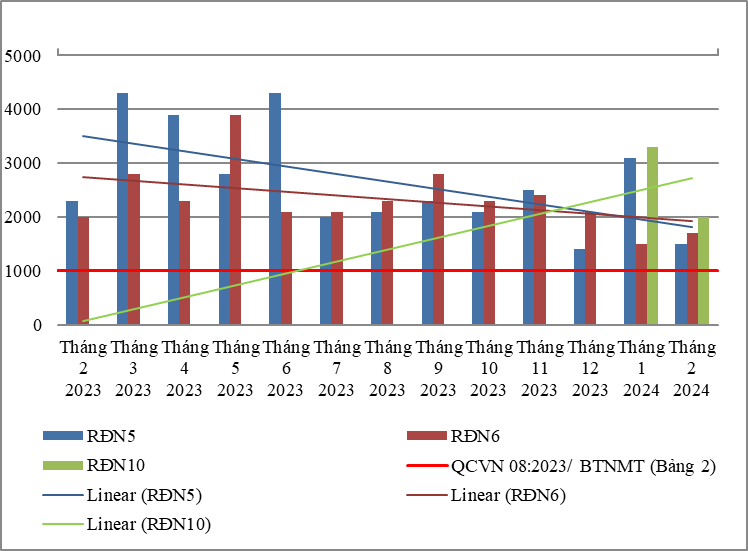 5000
4000
3000
2000
1000
0
Tháng Tháng Tháng Tháng Tháng Tháng Tháng Tháng Tháng Tháng Tháng Tháng Tháng
2 3 4 5 6 7 8 9 10 11 12 1 2
2023 2023 2023 2023 2023 2023 2023 2023 2023 2023 2023 2024 2024
RĐN5 RĐN6
RĐN10 QCVN 08:2023/ BTNMT (Bảng 2)
Linear (RĐN5) Linear (RĐN6)
Linear (RĐN10)